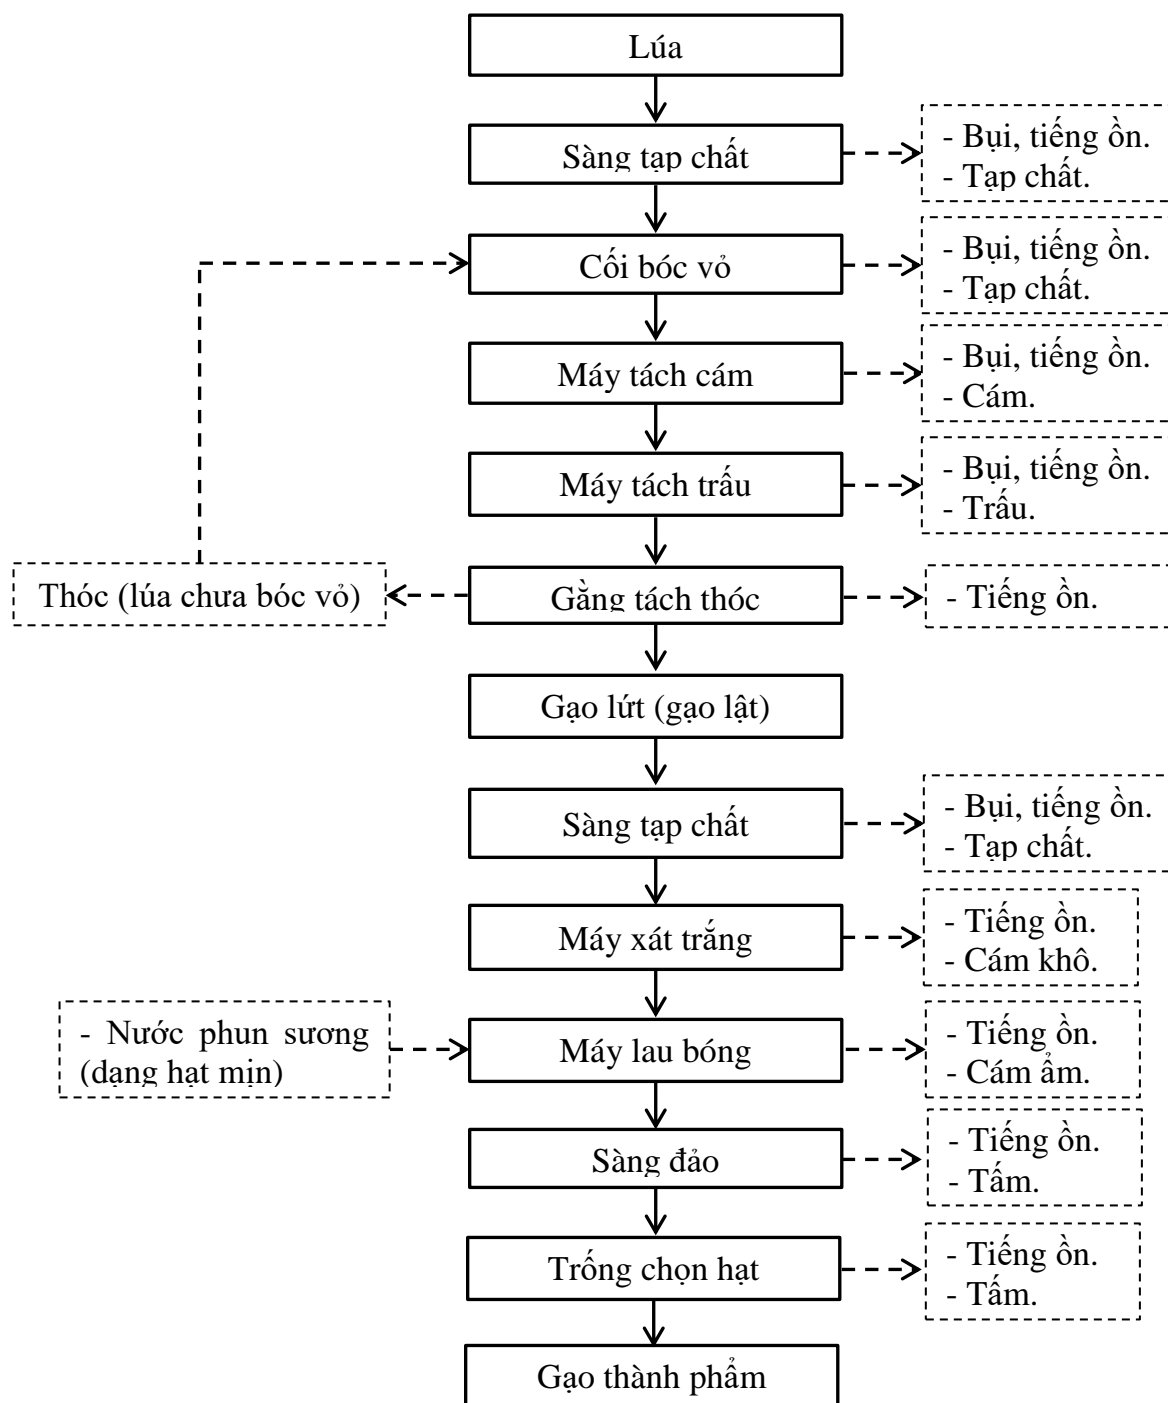 Lúa
Sàng tạp chất
- Bụi, tiếng ồn.
- Tạp chất.
Cối bóc vỏ
- Bụi, tiếng ồn.
- Tạp chất.
Máy tách cám
- Bụi, tiếng ồn.
- Cám.
Máy tách trấu
- Bụi, tiếng ồn.
- Trấu.
Thóc (lúa chưa bóc vỏ)
Gằng tách thóc
- Tiếng ồn.
Gạo lứt (gạo lật)
Sàng tạp chất
- Bụi, tiếng ồn.
- Tạp chất.
Máy xát trắng
- Tiếng ồn.
- Cám khô.
- Nước phun sương
(dạng hạt mịn)
Máy lau bóng
- Tiếng ồn.
- Cám ẩm.
Sàng đảo
- Tiếng ồn.
- Tấm.
Trống chọn hạt
- Tiếng ồn.
- Tấm.
Gạo thành phẩm